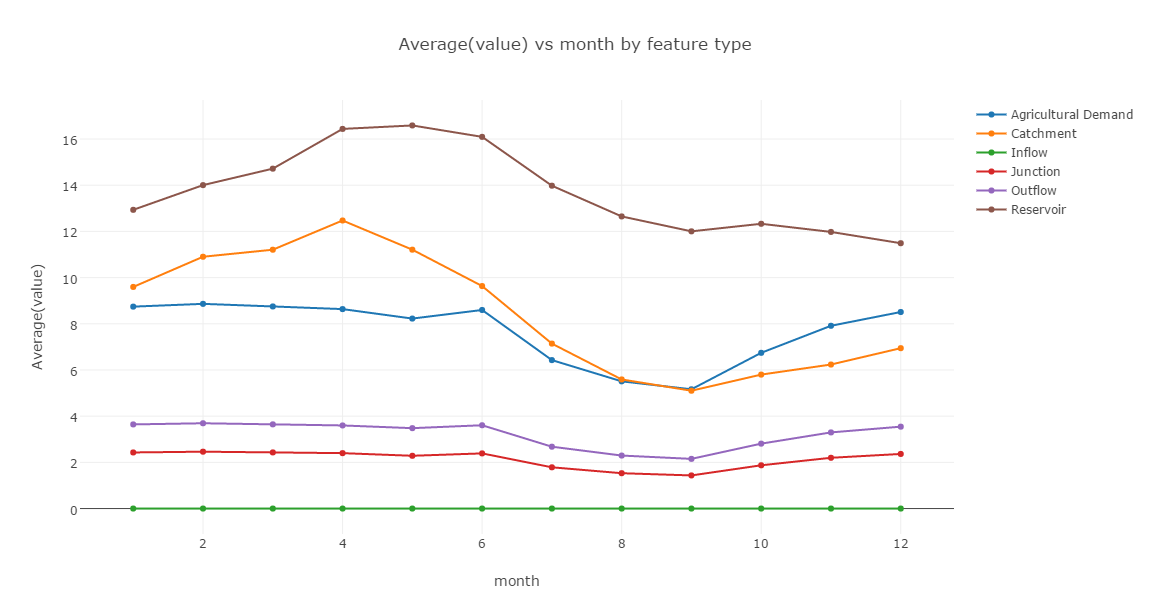 Average(value) vs month by feature type
Agricultural Demand
Catchment
Inflow
Junction
Outflow
Reservoir
Average(value)
16
14
12
10
8
6
4
2
0
2
4
6
8
10
12
month